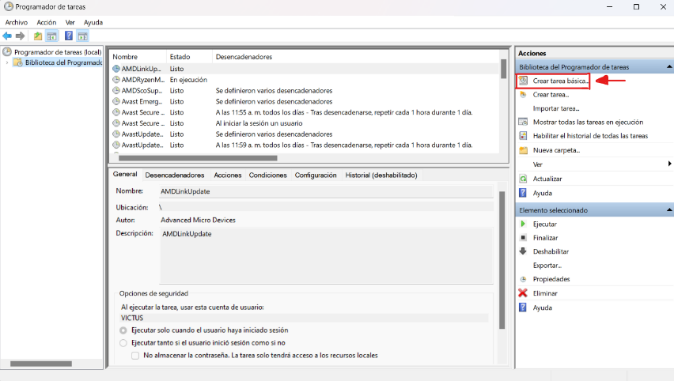 Programador de tareas
Archivo Acción Ver Ayuda
Programador de tareas (local)
Biblioteca del Programad
Nombre Estado Desencadenadores
AMDLinkUp... Listo
AMDRyzenM... En ejecución
AMDScoSup... Listo Se definieron varios desencadenadores
Avast Emerg... Listo Se definieron varios desencadenadores
Avast Secure ... Listo A las 11:55 a. m. todos los días - Tras desencadenarse, repetir cada 1 hora durante 1 día.
Avast Secure ... Listo Al iniciar la sesión un usuario
AvastUpdate... Listo Se definieron varios desencadenadores
AvastUpdate... Listo A las 11:59 a. m. todos los días - Tras desencadenarse, repetir cada 1 hora durante 1 día.
General Desencadenadores Acciones Condiciones Configuración Historial (deshabilitado)
Nombre: AMDLinkUpdate
Ubicación: \
Autor: Advanced Micro Devices
Descripción: AMDLinkUpdate
Opciones de seguridad
Al ejecutar la tarea, usar esta cuenta de usuario:
VICTUS
Ejecutar solo cuando el usuario haya iniciado sesión
Ejecutar tanto si el usuario inició sesión como si no
No almacenar la contraseña. La tarea solo tendrá acceso a los recursos locales
Acciones
Biblioteca del Programador de tareas
Crear tarea básica...
Crear tarea...
Importar tarea...
Mostrar todas las tareas en ejecución
Habilitar el historial de todas las tareas
Nueva carpeta...
Ver
Actualizar
Ayuda
Elemento seleccionado
Ejecutar
Finalizar
Deshabilitar
Exportar...
Propiedades
Eliminar
Ayuda